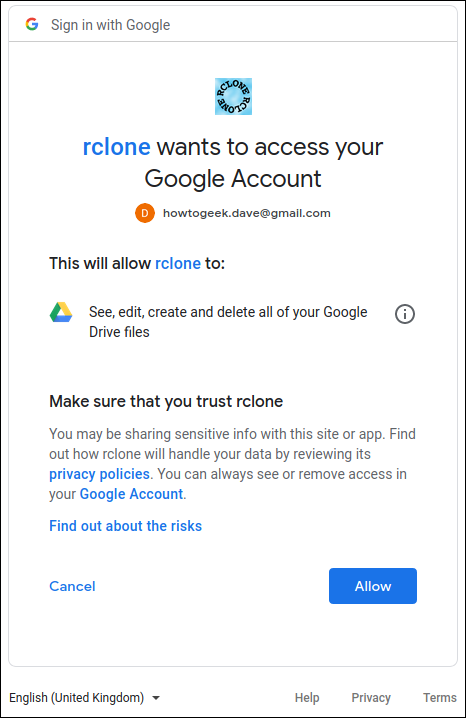 Sign in with Google
RCLONE RCLONE
rclone wants to access your
Google Account
D howtogeek.dave@gmail.com
This will allow rclone to:
See, edit, create and delete all of your Google
Drive files
Make sure that you trust rclone
You may be sharing sensitive info with this site or app. Find
out how rclone will handle your data by reviewing its
privacy policies. You can always see or remove access in
your Google Account.
Find out about the risks
Cancel Allow
English (United Kingdom) Help Privacy Terms